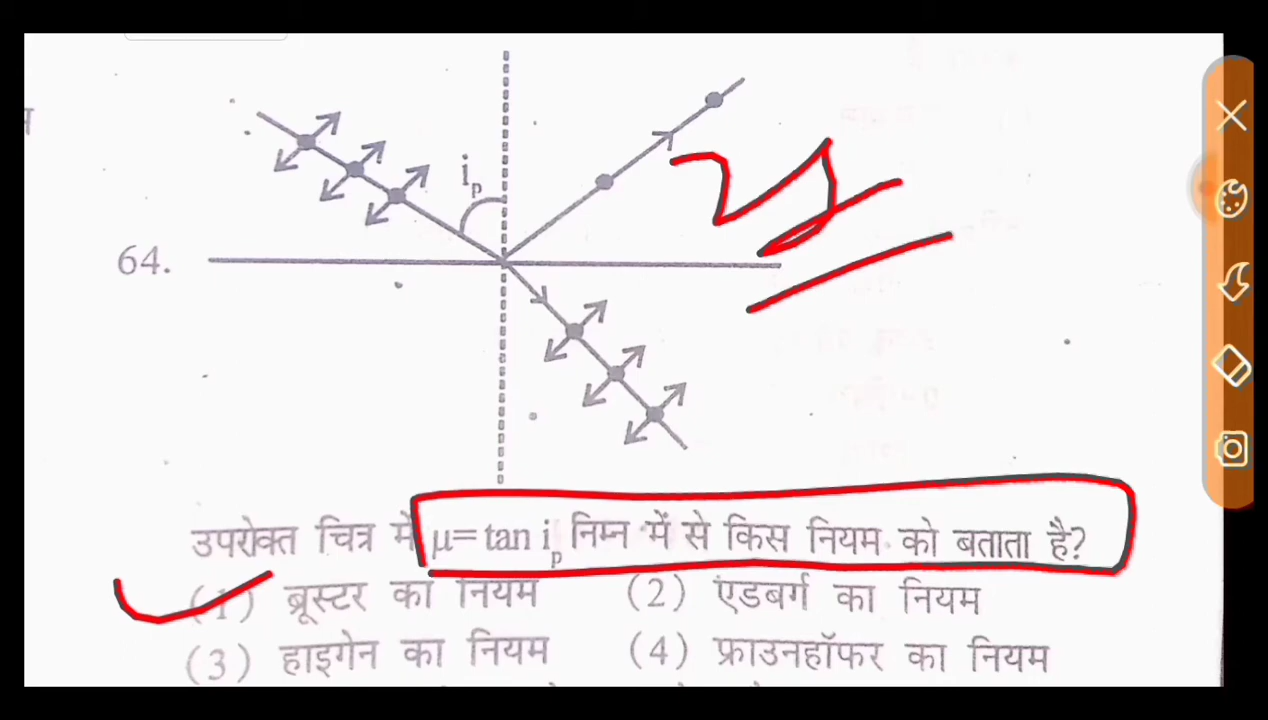 i_p
64.
उपरोक्त चित्र में μ= tan i_p निम्न में से किस नियम को बताता है?
(1) ब्रूस्टर का नियम (2) एंडबर्ग का नियम
(3) हाइगेन का नियम (4) फ्राउनहॉफर का नियम